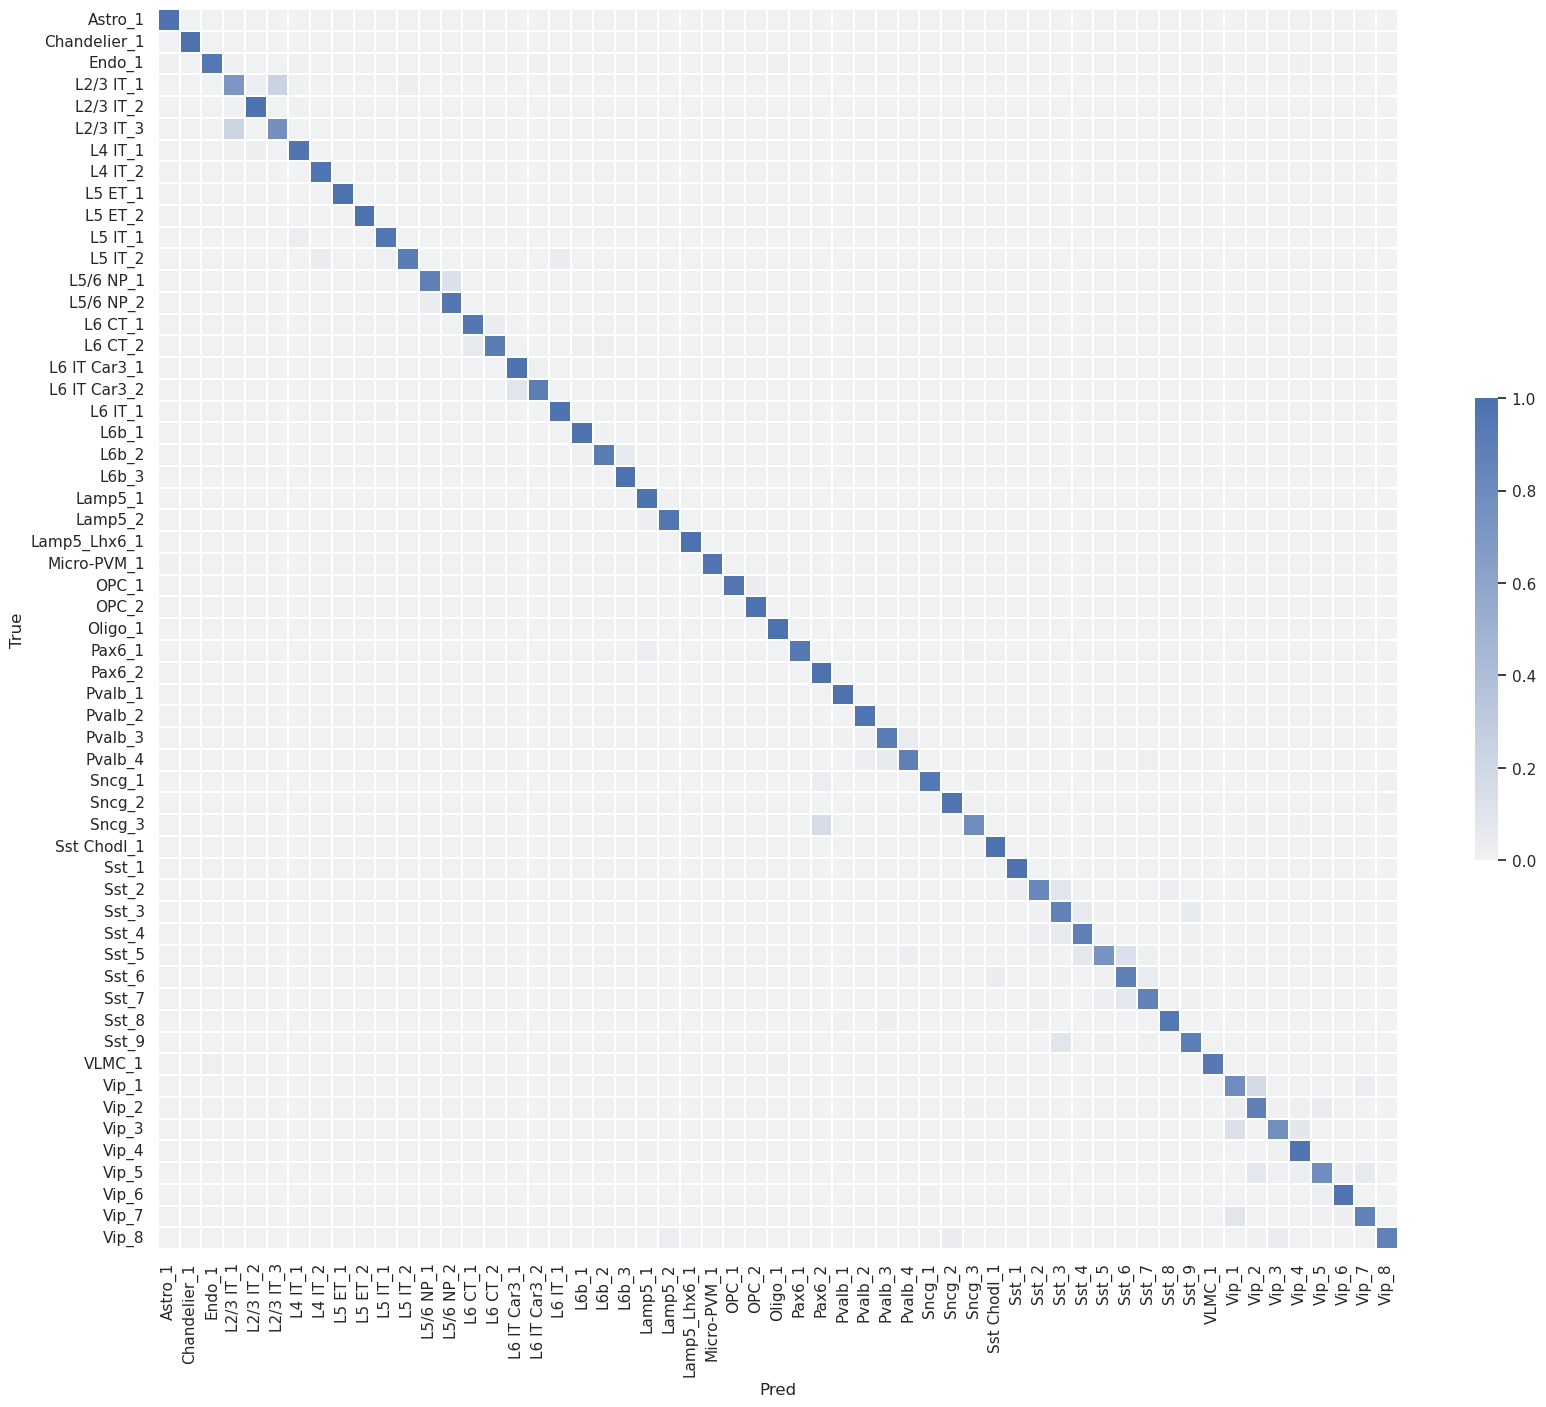 Astro_1
Chandelier_1
Endo_1
L2/3 IT_1
L2/3 IT_2
L2/3 IT_3
L4 IT_1
L4 IT_2
L5 ET_1
L5 ET_2
L5 IT_1
L5 IT_2
L5/6 NP_1
L5/6 NP_2
L6 CT_1
L6 CT_2
L6 IT Car3_1
L6 IT Car3_2
L6 IT_1
L6b_1
L6b_2
L6b_3
Lamp5_1
Lamp5_2
Lamp5_Lhx6_1
Micro-PVM_1
OPC_1
OPC_2
Oligo_1
Pax6_1
Pax6_2
Pvalb_1
Pvalb_2
Pvalb_3
Pvalb_4
Sncg_1
Sncg_2
Sncg_3
Sst Chodl_1
Sst_1
Sst_2
Sst_3
Sst_4
Sst_5
Sst_6
Sst_7
Sst_8
Sst_9
VLMC_1
Vip_1
Vip_2
Vip_3
Vip_4
Vip_5
Vip_6
Vip_7
Vip_8
True
Astro_1
Chandelier_1
Endo_1
L2/3 IT_1
L2/3 IT_2
L2/3 IT_3
L4 IT_1
L4 IT_2
L5 ET_1
L5 ET_2
L5 IT_1
L5 IT_2
L5/6 NP_1
L5/6 NP_2
L6 CT_1
L6 CT_2
L6 IT Car3_1
L6 IT Car3_2
L6 IT_1
L6b_1
L6b_2
L6b_3
Lamp5_1
Lamp5_2
Lamp5_Lhx6_1
Micro-PVM_1
OPC_1
OPC_2
Oligo_1
Pax6_1
Pax6_2
Pvalb_1
Pvalb_2
Pvalb_3
Pvalb_4
Sncg_1
Sncg_2
Sncg_3
Sst Chodl_1
Sst_1
Sst_2
Sst_3
Sst_4
Sst_5
Sst_6
Sst_7
Sst_8
Sst_9
VLMC_1
Vip_1
Vip_2
Vip_3
Vip_4
Vip_5
Vip_6
Vip_7
Vip_8
Pred
1.0
0.8
0.6
0.4
0.2
0.0